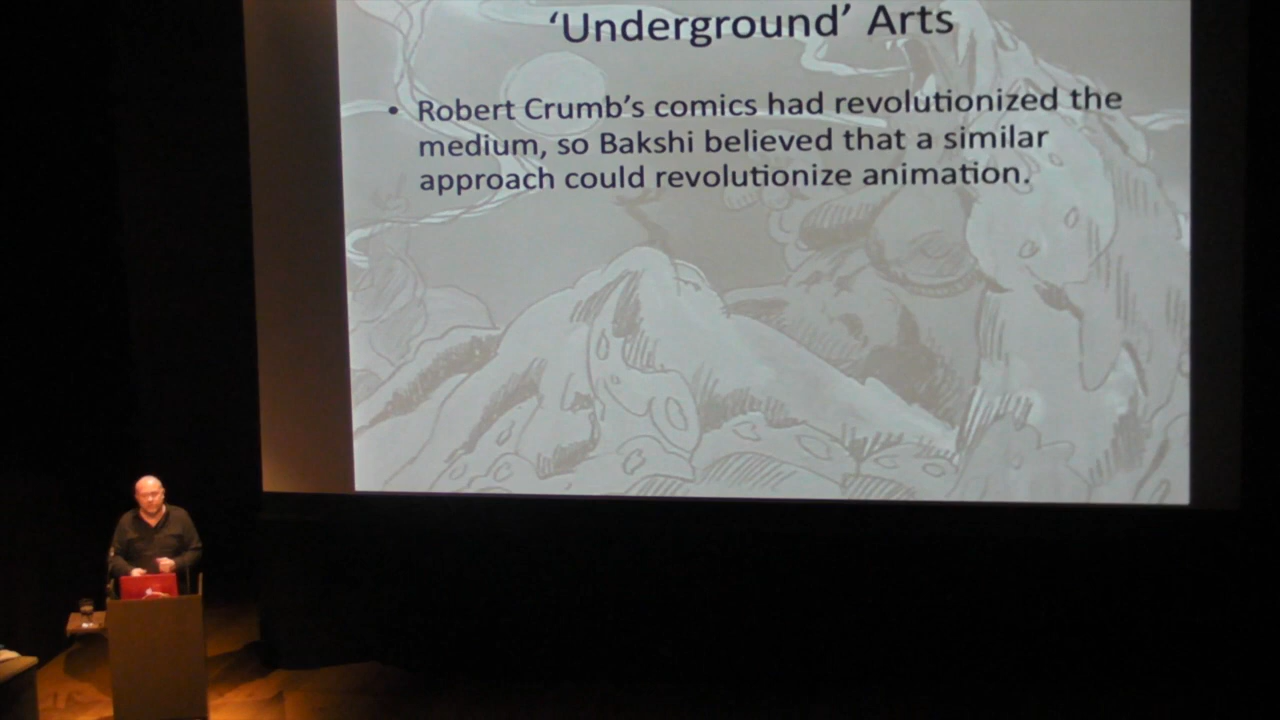 ‘Underground’ Arts
• Robert Crumb’s comics had revolutionized the
medium, so Bakshi believed that a similar
approach could revolutionize animation.